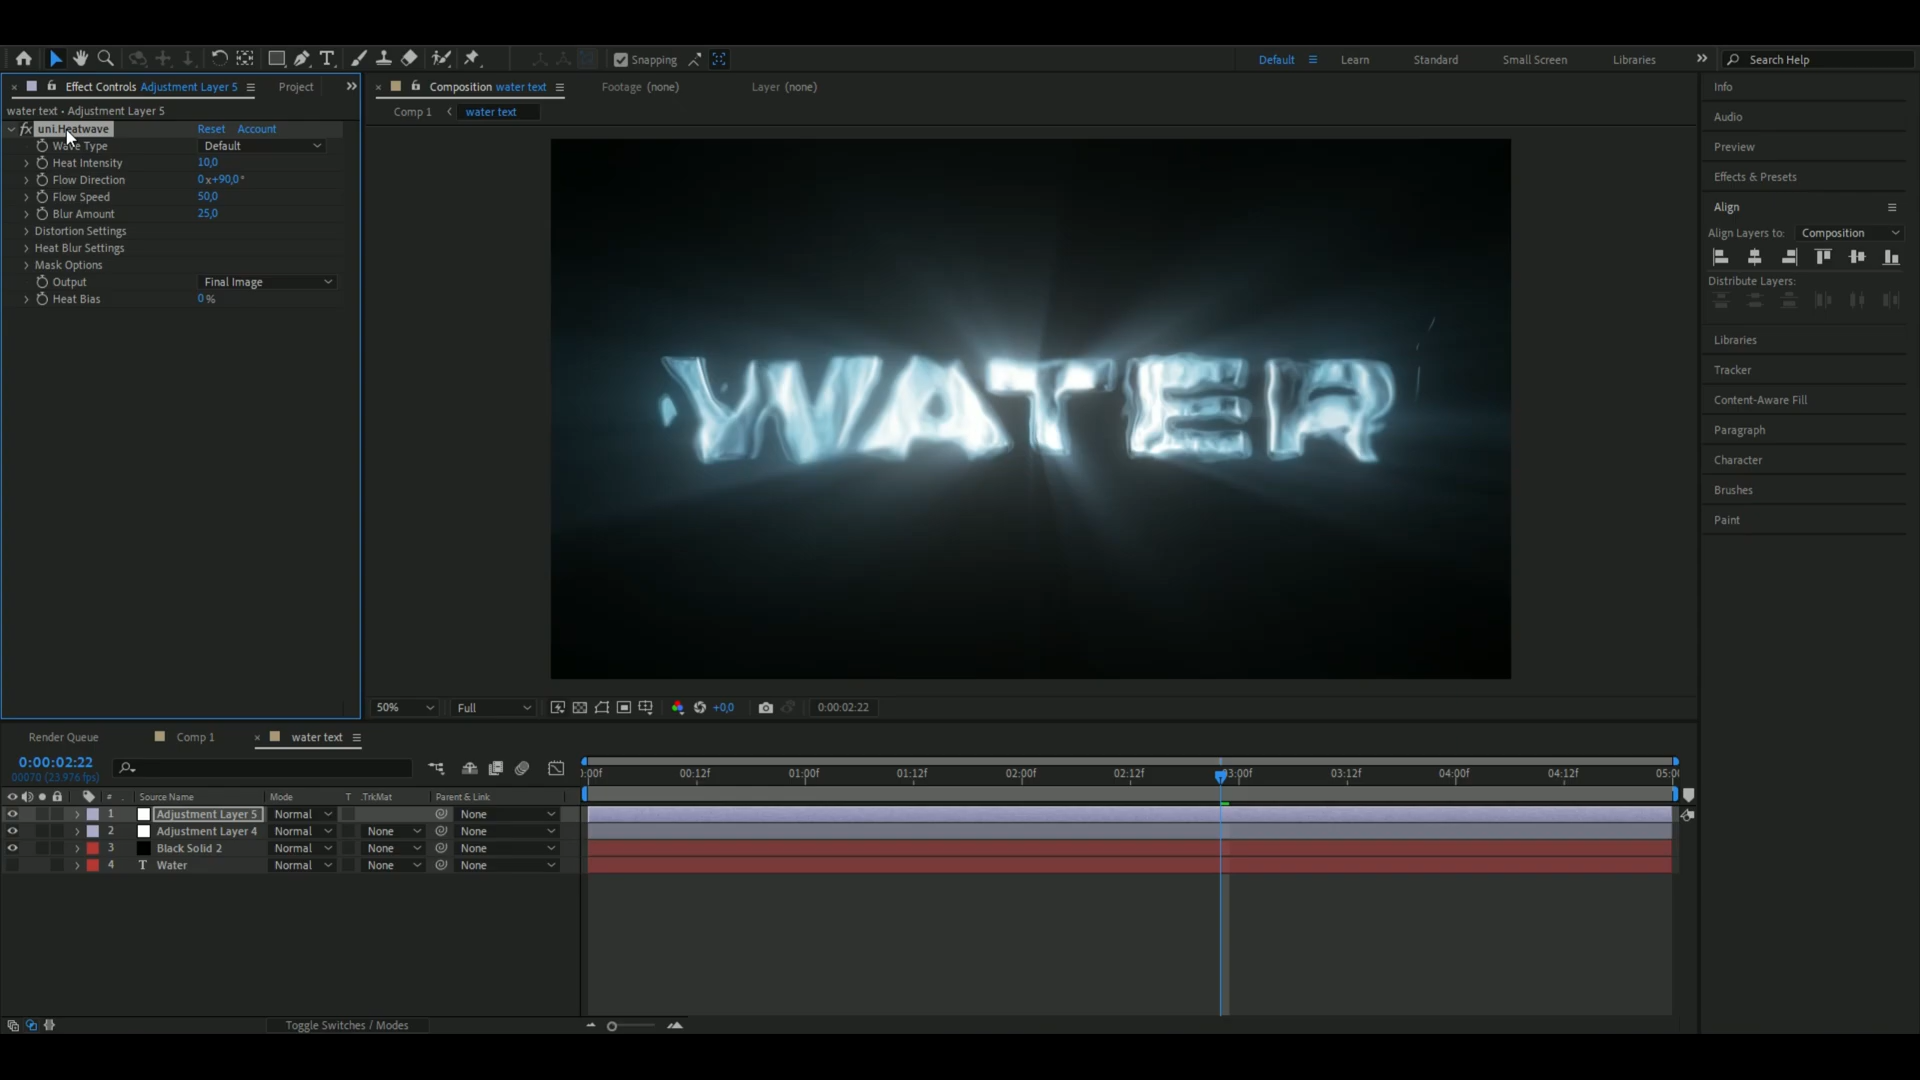 Snapping
Default
Learn
Standard
Small Screen
Libraries
Search Help
Effect Controls Adjustment Layer 5
Project
Composition water text
Footage (none)
Layer (none)
water text • Adjustment Layer 5
Comp 1
water text
fx uni.Heatwave Reset Account
Wave Type Default
Heat Intensity 10,0
Flow Direction 0x+90,0°
Flow Speed 50,0
Blur Amount 25,0
Distortion Settings
Heat Blur Settings
Mask Options
Output Final Image
Heat Bias 0%
WATER
Info
Audio
Preview
Effects & Presets
Align
Align Layers to: Composition
Distribute Layers:
Libraries
Tracker
Content-Aware Fill
Paragraph
Character
Brushes
Paint
50% Full +0,0 0:00:02:22
Render Queue
Comp 1
water text
0:00:02:22
00070 (23.976 fps)
:00f 00:12f 01:00f 01:12f 02:00f 02:12f 03:00f 03:12f 04:00f 04:12f 05:0
# Source Name Mode T .TrkMat Parent & Link
1 Adjustment Layer 5 Normal None
2 Adjustment Layer 4 Normal None None
3 Black Solid 2 Normal None None
4 T Water Normal None None
Toggle Switches / Modes